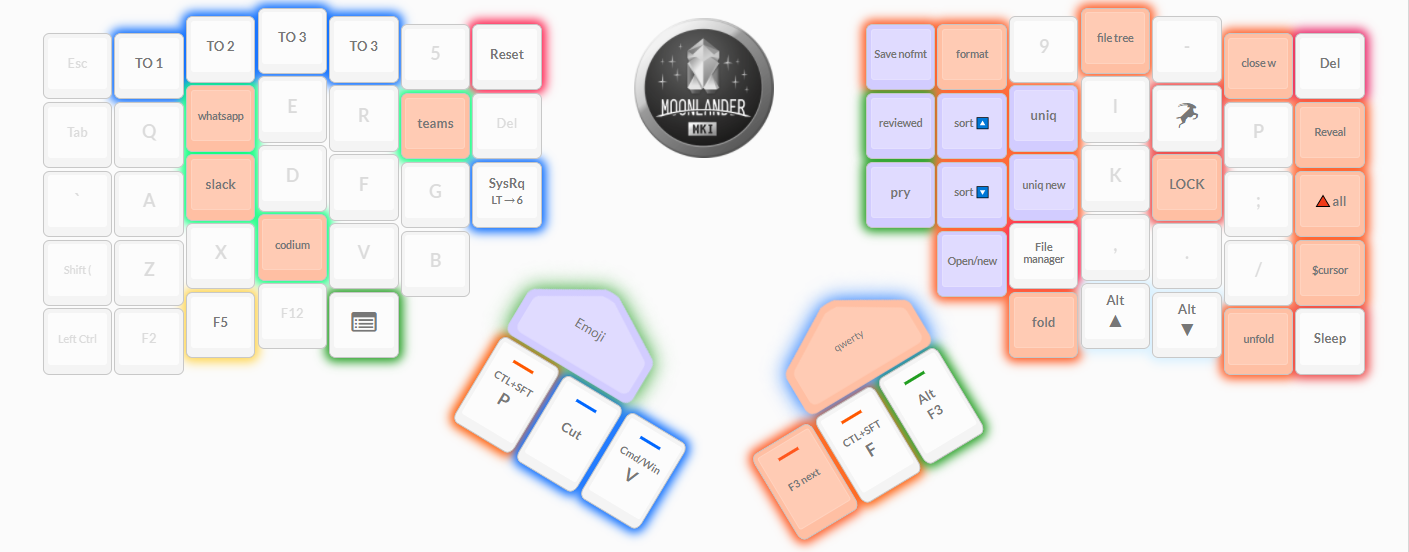 Esc
TO 1
TO 2
TO 3
TO 3
5
Reset
Tab
Q
whatsapp
E
R
teams
Del
`
A
slack
D
F
G
SysRq
LT→6
Shift (
Z
X
codium
V
B
Left Ctrl
F2
F5
F12
Emoji
CTL+SFT
P
Cut
Cmd/Win
V
MOONLANDER
MKI
Save nofmt
format
9
file tree
-
close w
Del
reviewed
sort 🔼
uniq
I
P
Reveal
pry
sort 🔽
uniq new
K
LOCK
;
🔺 all
Open/new
File
manager
,
.
/
$cursor
fold
Alt
▲
Alt
▼
unfold
Sleep
qwerty
F3 next
CTL+SFT
F
Alt
F3